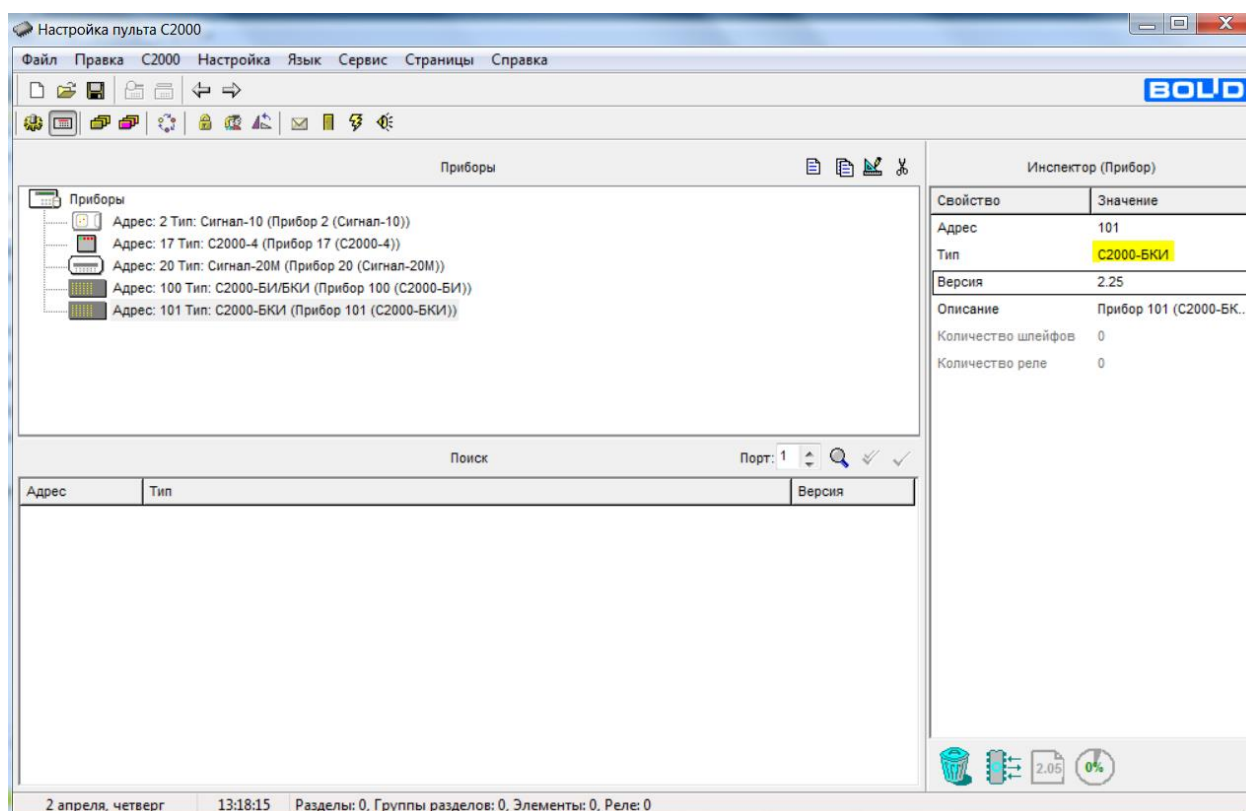 Настройка пульта С2000
Файл Правка С2000 Настройка Язык Сервис Страницы Справка
BOLID
Приборы
Приборы
Адрес: 2 Тип: Сигнал-10 (Прибор 2 (Сигнал-10))
Адрес: 17 Тип: С2000-4 (Прибор 17 (С2000-4))
Адрес: 20 Тип: Сигнал-20М (Прибор 20 (Сигнал-20М))
Адрес: 100 Тип: С2000-БИ/БКИ (Прибор 100 (С2000-БИ))
Адрес: 101 Тип: С2000-БКИ (Прибор 101 (С2000-БКИ))
Поиск
Порт: 1
Адрес Тип Версия
Инспектор (Прибор)
Свойство Значение
Адрес 101
Тип С2000-БКИ
Версия 2.25
Описание Прибор 101 (С2000-БК...
Количество шлейфов 0
Количество реле 0
2.05 0%
2 апреля, четверг 13:18:15 Разделы: 0, Группы разделов: 0, Элементы: 0, Реле: 0